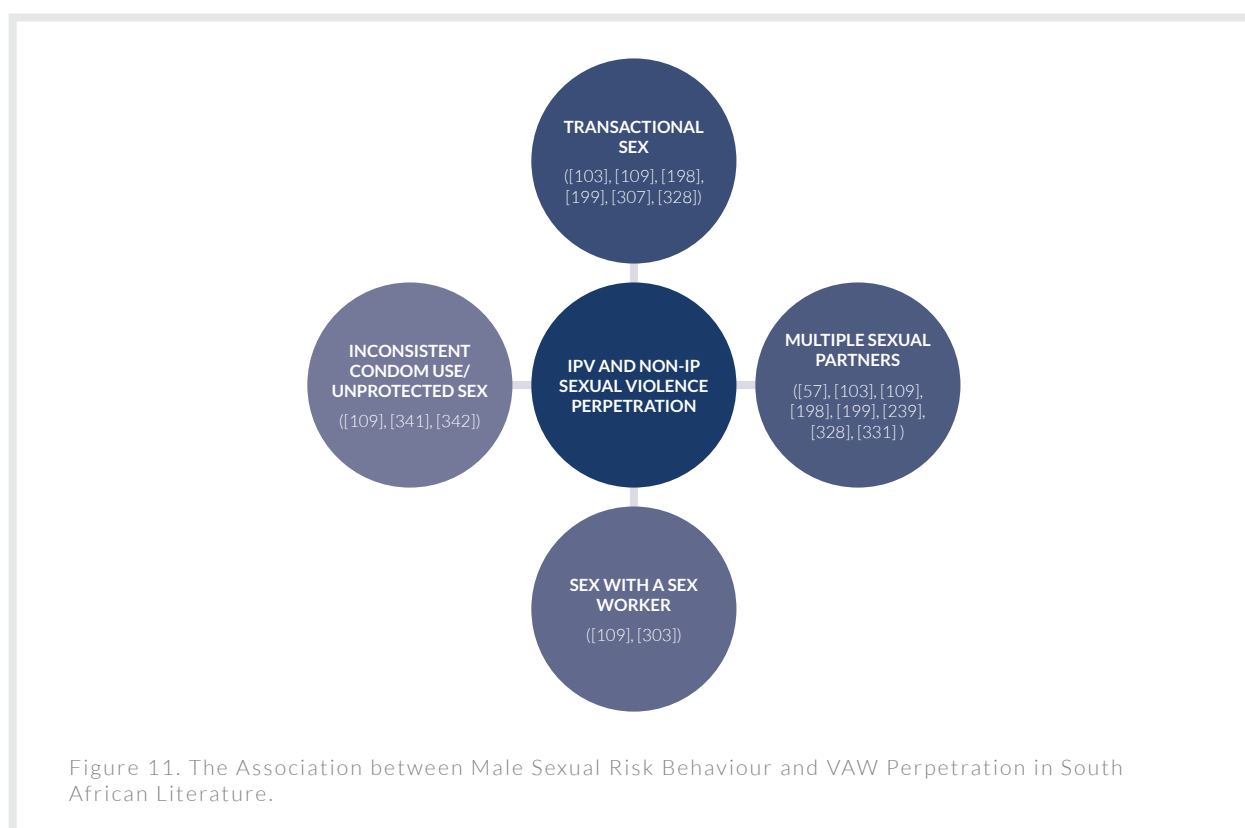 TRANSACTIONAL
SEX
([103], [109], [198],
[199], [307], [328])
INCONSISTENT
CONDOM USE/
UNPROTECTED SEX
([109], [341], [342])
IPV AND NON-IP
SEXUAL VIOLENCE
PERPETRATION
MULTIPLE SEXUAL
PARTNERS
([57], [103], [109],
[198], [199], [239],
[328], [331] )
SEX WITH A SEX
WORKER
([109], [303])
Figure 11. The Association between Male Sexual Risk Behaviour and VAW Perpetration in South
African Literature.